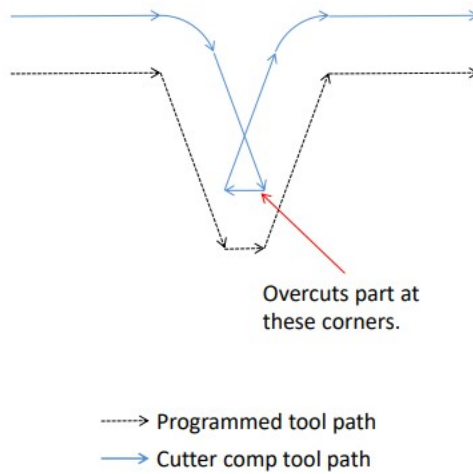 Overcuts part at
these corners.
Programmed tool path
Cutter comp tool path